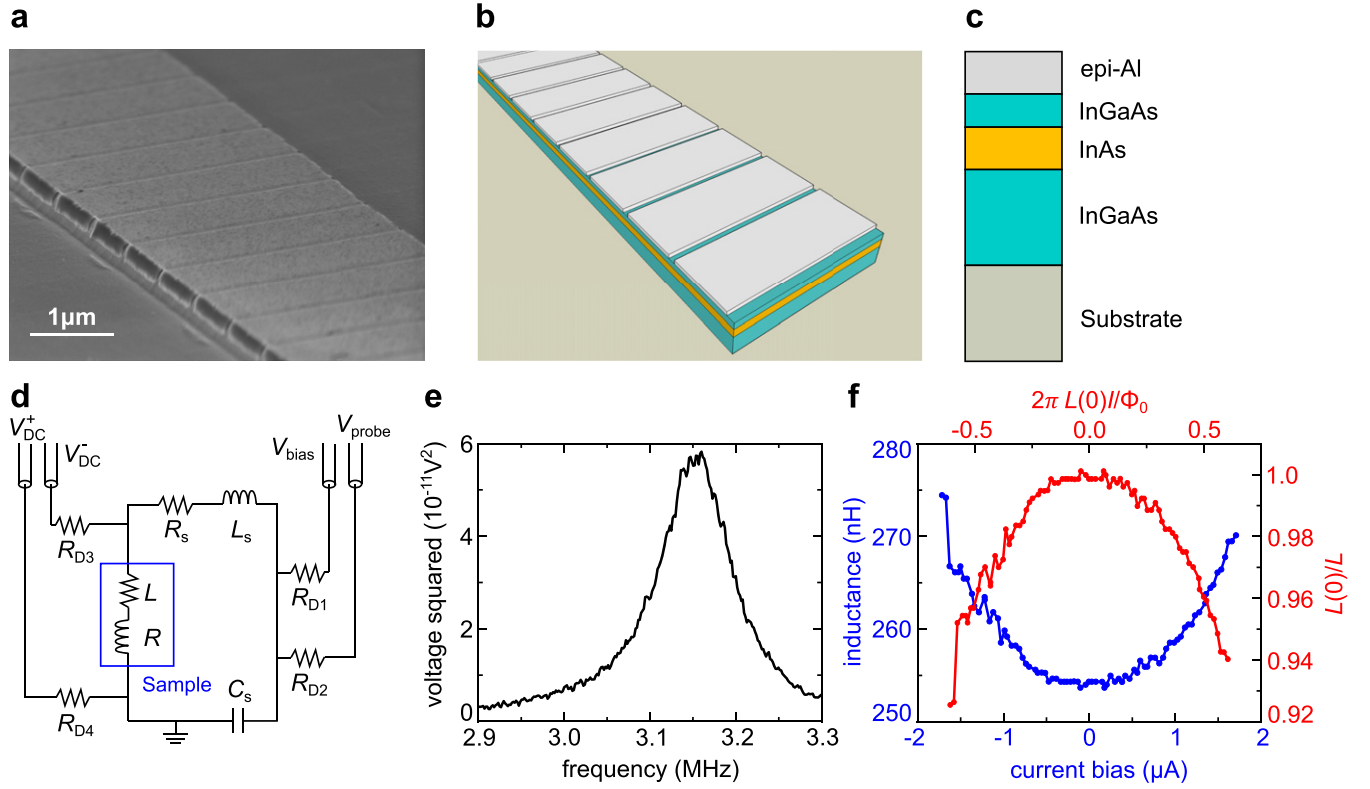 a
b
c
1µm
epi-Al
InGaAs
InAs
InGaAs
Substrate
d
V⁺DC
V⁻DC
Vbias
Vprobe
Rs
Ls
RD3
L
R
RD1
RD2
Sample
Cs
RD4
e
voltage squared (10⁻¹¹V²)
6
4
2
0
2.9
3.0
3.1
3.2
3.3
frequency (MHz)
f
2π L(0)I/Φ₀
-0.5
0.0
0.5
280
270
260
250
inductance (nH)
1.0
0.98
0.96
0.94
0.92
L(0)/L
-2
-1
0
1
2
current bias (µA)